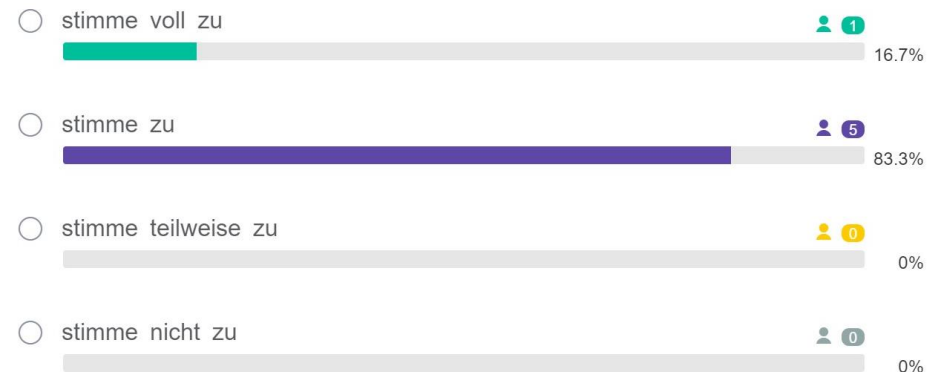 stimme voll zu
1
16.7%
stimme zu
5
83.3%
stimme teilweise zu
0
0%
stimme nicht zu
0
0%